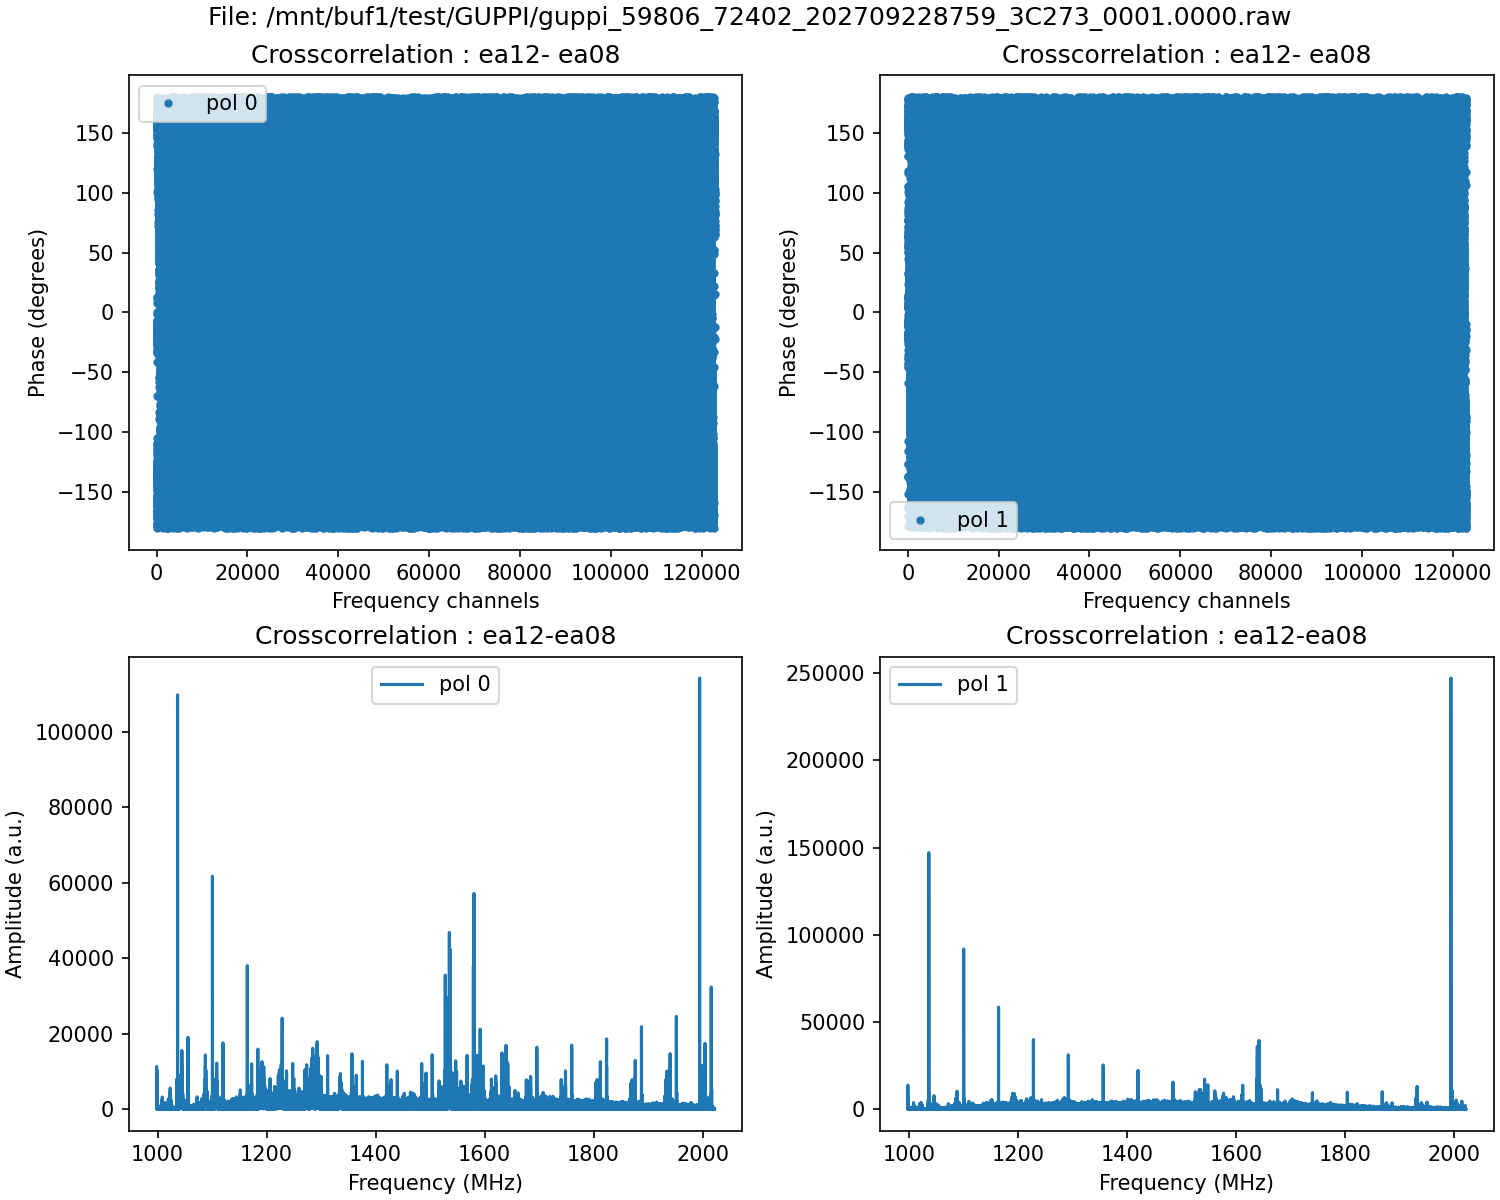 File: /mnt/buf1/test/GUPPI/guppi_59806_72402_202709228759_3C273_0001.0000.raw
Crosscorrelation : ea12- ea08
pol 0
150
100
50
0
−50
−100
−150
Phase (degrees)
0 20000 40000 60000 80000 100000 120000
Frequency channels
Crosscorrelation : ea12- ea08
150
100
50
0
−50
−100
−150
Phase (degrees)
pol 1
0 20000 40000 60000 80000 100000 120000
Frequency channels
Crosscorrelation : ea12-ea08
pol 0
100000
80000
60000
40000
20000
0
Amplitude (a.u.)
1000 1200 1400 1600 1800 2000
Frequency (MHz)
Crosscorrelation : ea12-ea08
pol 1
250000
200000
150000
100000
50000
0
Amplitude (a.u.)
1000 1200 1400 1600 1800 2000
Frequency (MHz)